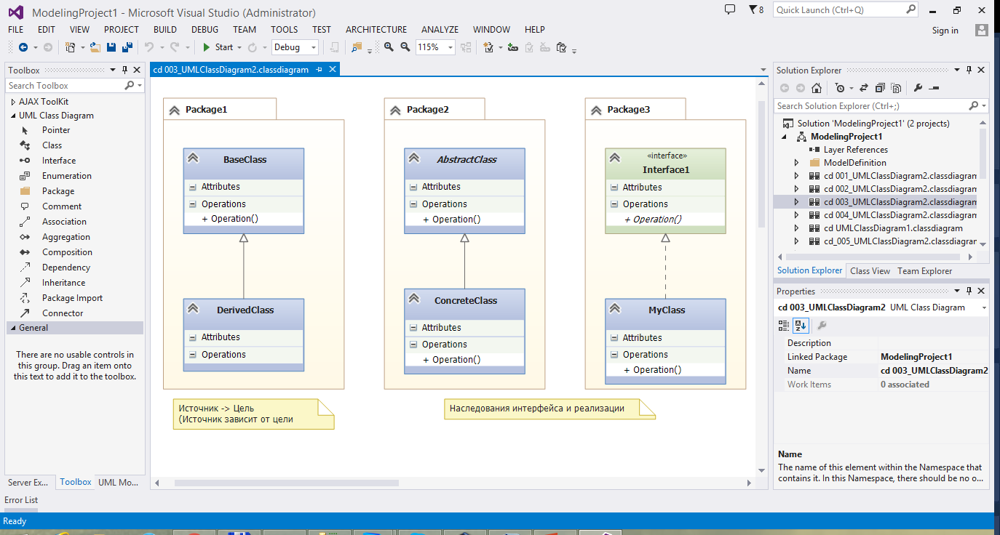 ModelingProject1 - Microsoft Visual Studio (Administrator)
8
Quick Launch (Ctrl+Q)
FILE EDIT VIEW PROJECT BUILD DEBUG TEAM TOOLS TEST ARCHITECTURE ANALYZE WINDOW HELP
Sign in
Start
Debug
115%
Toolbox
Search Toolbox
AJAX ToolKit
UML Class Diagram
Pointer
Class
Interface
Enumeration
Package
Comment
Association
Aggregation
Composition
Dependency
Inheritance
Package Import
Connector
General
There are no usable controls in
this group. Drag an item onto
this text to add it to the toolbox.
Server Ex...
Toolbox
UML Mo...
cd 003_UMLClassDiagram2.classdiagram
Package1
BaseClass
Attributes
Operations
+ Operation()
DerivedClass
Attributes
Operations
Источник -> Цель
(Источник зависит от цели
Package2
AbstractClass
Attributes
Operations
+ Operation()
ConcreteClass
Attributes
Operations
+ Operation()
Package3
«interface»
Interface1
Attributes
Operations
+ Operation()
MyClass
Attributes
Operations
+ Operation()
Наследования интерфейса и реализации
Solution Explorer
Search Solution Explorer (Ctrl+;)
Solution 'ModelingProject1' (2 projects)
ModelingProject1
Layer References
ModelDefinition
cd 001_UMLClassDiagram2.classdiagram
cd 002_UMLClassDiagram2.classdiagram
cd 003_UMLClassDiagram2.classdiagram
cd 004_UMLClassDiagram2.classdiagram
cd UMLClassDiagram1.classdiagram
cd_005_UMLClassDiagram2.classdiagram
Solution Explorer
Class View
Team Explorer
Properties
cd 003_UMLClassDiagram2 UML Class Diagram
Description
Linked Package ModelingProject1
Name cd 003_UMLClassDiagram2
Work Items 0 associated
Name
The name of this element within the Namespace that
contains it. In this Namespace, there should be no o...
Error List
Ready